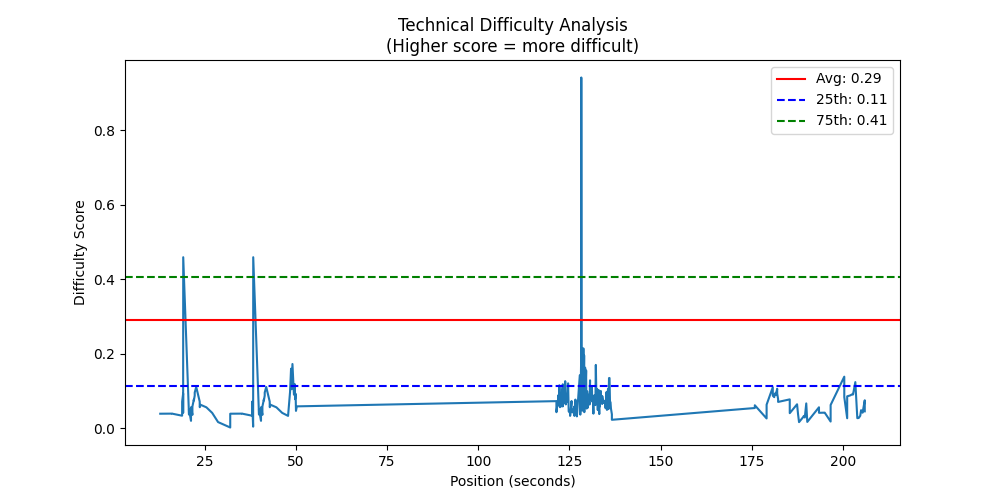 Technical Difficulty Analysis
(Higher score = more difficult)
Avg: 0.29
25th: 0.11
75th: 0.41
Difficulty Score
0.8
0.6
0.4
0.2
0.0
25
50
75
100
125
150
175
200
Position (seconds)